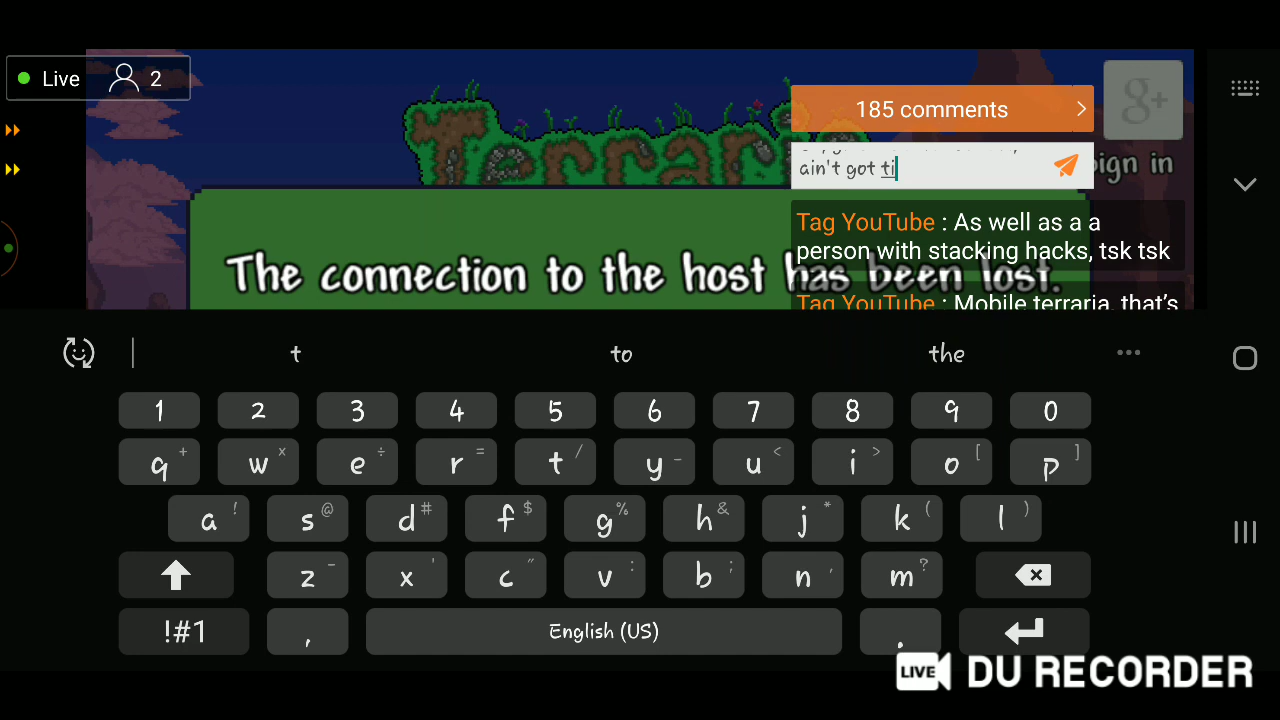 Live 2
Terraria
185 comments
g+
sign in
ain't got ti
Tag YouTube : As well as a a
person with stacking hacks, tsk tsk
The connection to the host has been lost.
Tag YouTube : Mobile terraria, that's
t to the ...
1 2 3 4 5 6 7 8 9 0
q + w x e ÷ r = t / y - u < i > o [ p ]
a ! s @ d # f $ g % h & j * k ( l )
z - x ' c " v : b ; n , m ?
!#1 , English (US) .
LIVE DU RECORDER